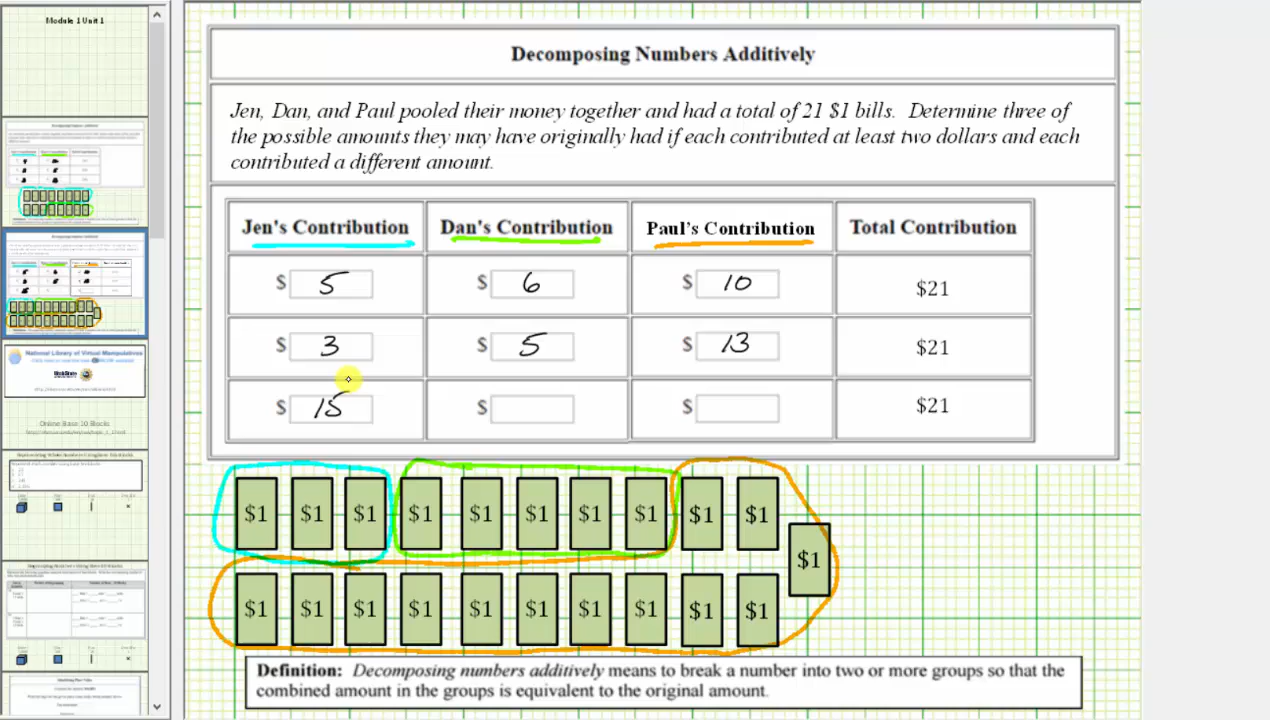 Module 1 Unit 1
Decomposing Numbers Additively
Jen, Dan, and Paul pooled their money together and had a total of 21 $1 bills. Determine three of
the possible amounts they may have originally had if each contributed at least two dollars and each
contributed a different amount.
Jen's Contribution Dan's Contribution Paul's Contribution Total Contribution
$ 5 $ 6 $ 10 $21
$ 3 $ 5 $ 13 $21
$ 15 $ $ $21
$1 $1 $1 $1 $1 $1 $1 $1 $1 $1
$1
$1 $1 $1 $1 $1 $1 $1 $1 $1 $1
Definition: Decomposing numbers additively means to break a number into two or more groups so that the
combined amount in the groups is equivalent to the original amount.
National Library of Virtual Manipulatives
Online Base 10 Blocks